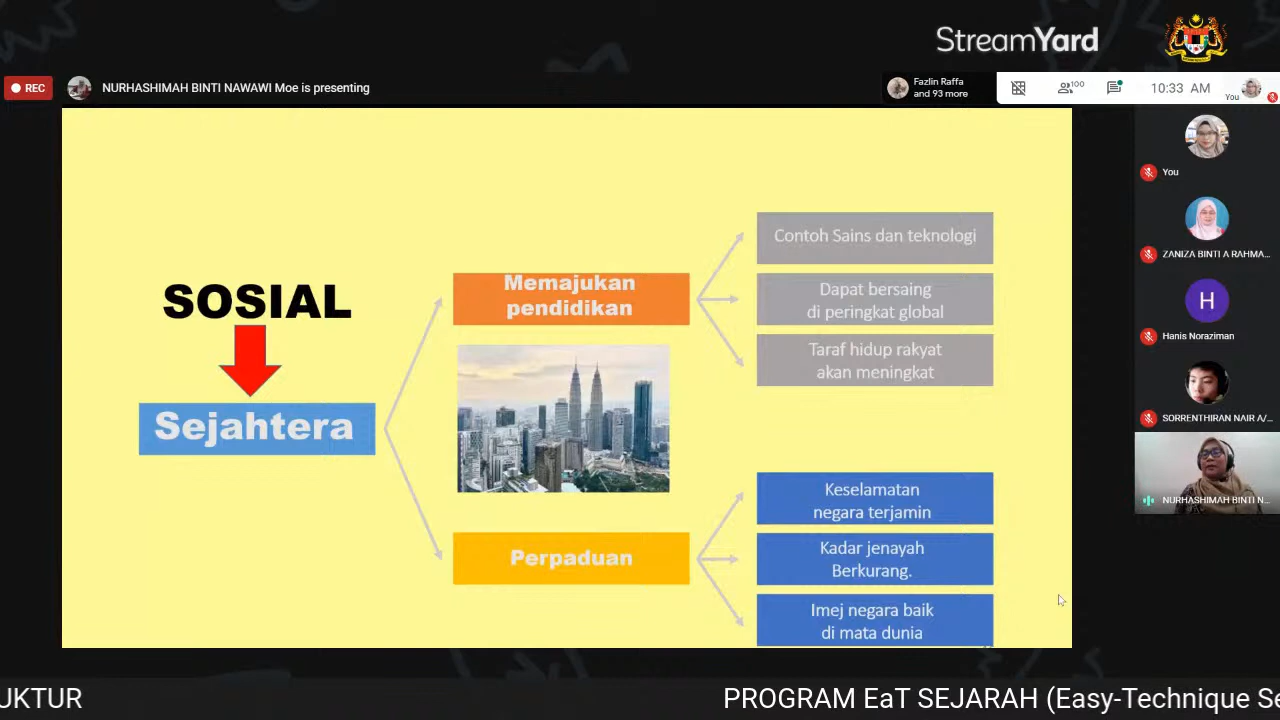 StreamYard
REC
NURHASHIMAH BINTI NAWAWI Moe is presenting
Fazlin Raffa
and 93 more
100
10:33 AM
You
You
ZANIZA BINTI A RAHMA...
H
Hanis Noraziman
SORRENTHIRAN NAIR A/...
NURHASHIMAH BINTI N...
SOSIAL
Sejahtera
Memajukan
pendidikan
Perpaduan
Contoh Sains dan teknologi
Dapat bersaing
di peringkat global
Taraf hidup rakyat
akan meningkat
Keselamatan
negara terjamin
Kadar jenayah
Berkurang.
Imej negara baik
di mata dunia
UKTUR
PROGRAM EaT SEJARAH (Easy-Technique Se